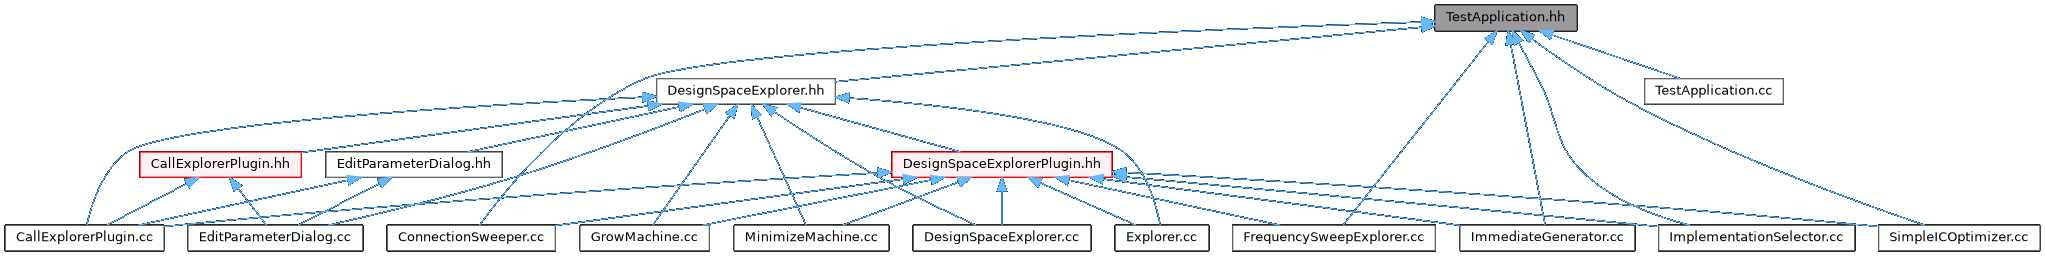 TestApplication.hh
DesignSpaceExplorer.hh
TestApplication.cc
CallExplorerPlugin.hh
EditParameterDialog.hh
DesignSpaceExplorerPlugin.hh
CallExplorerPlugin.cc
EditParameterDialog.cc
ConnectionSweeper.cc
GrowMachine.cc
MinimizeMachine.cc
DesignSpaceExplorer.cc
Explorer.cc
FrequencySweepExplorer.cc
ImmediateGenerator.cc
ImplementationSelector.cc
SimpleICOptimizer.cc